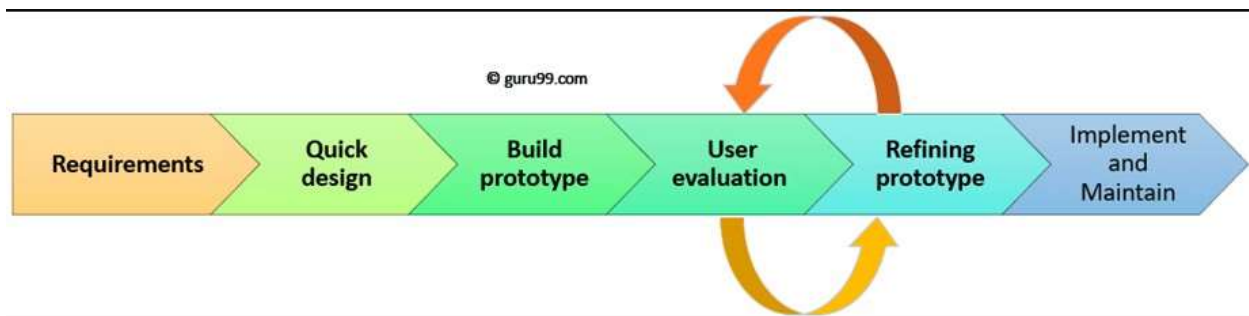 © guru99.com
Requirements
Quick
design
Build
prototype
User
evaluation
Refining
prototype
Implement
and
Maintain